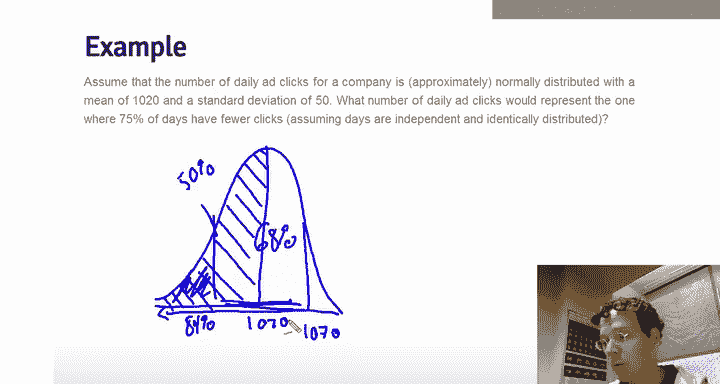 Example
Assume that the number of daily ad clicks for a company is (approximately) normally distributed with a
mean of 1020 and a standard deviation of 50. What number of daily ad clicks would represent the one
where 75% of days have fewer clicks (assuming days are independent and identically distributed)?
50%
68%
84% 1020 1070